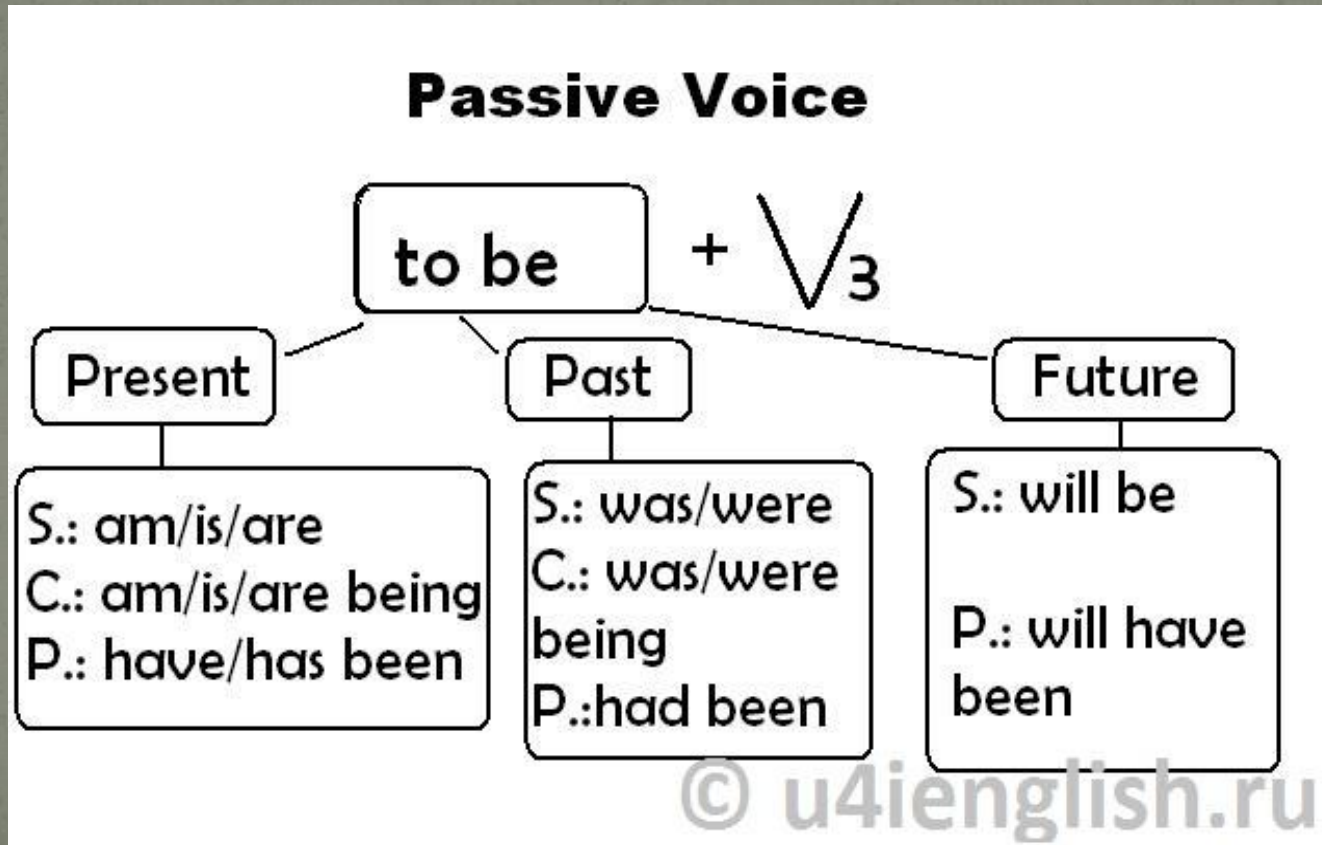 Passive Voice
to be + V3
Present
Past
Future
S.: am/is/are
C.: am/is/are being
P.: have/has been
S.: was/were
C.: was/were
being
P.:had been
S.: will be
P.: will have
been
© u4ienglish.ru